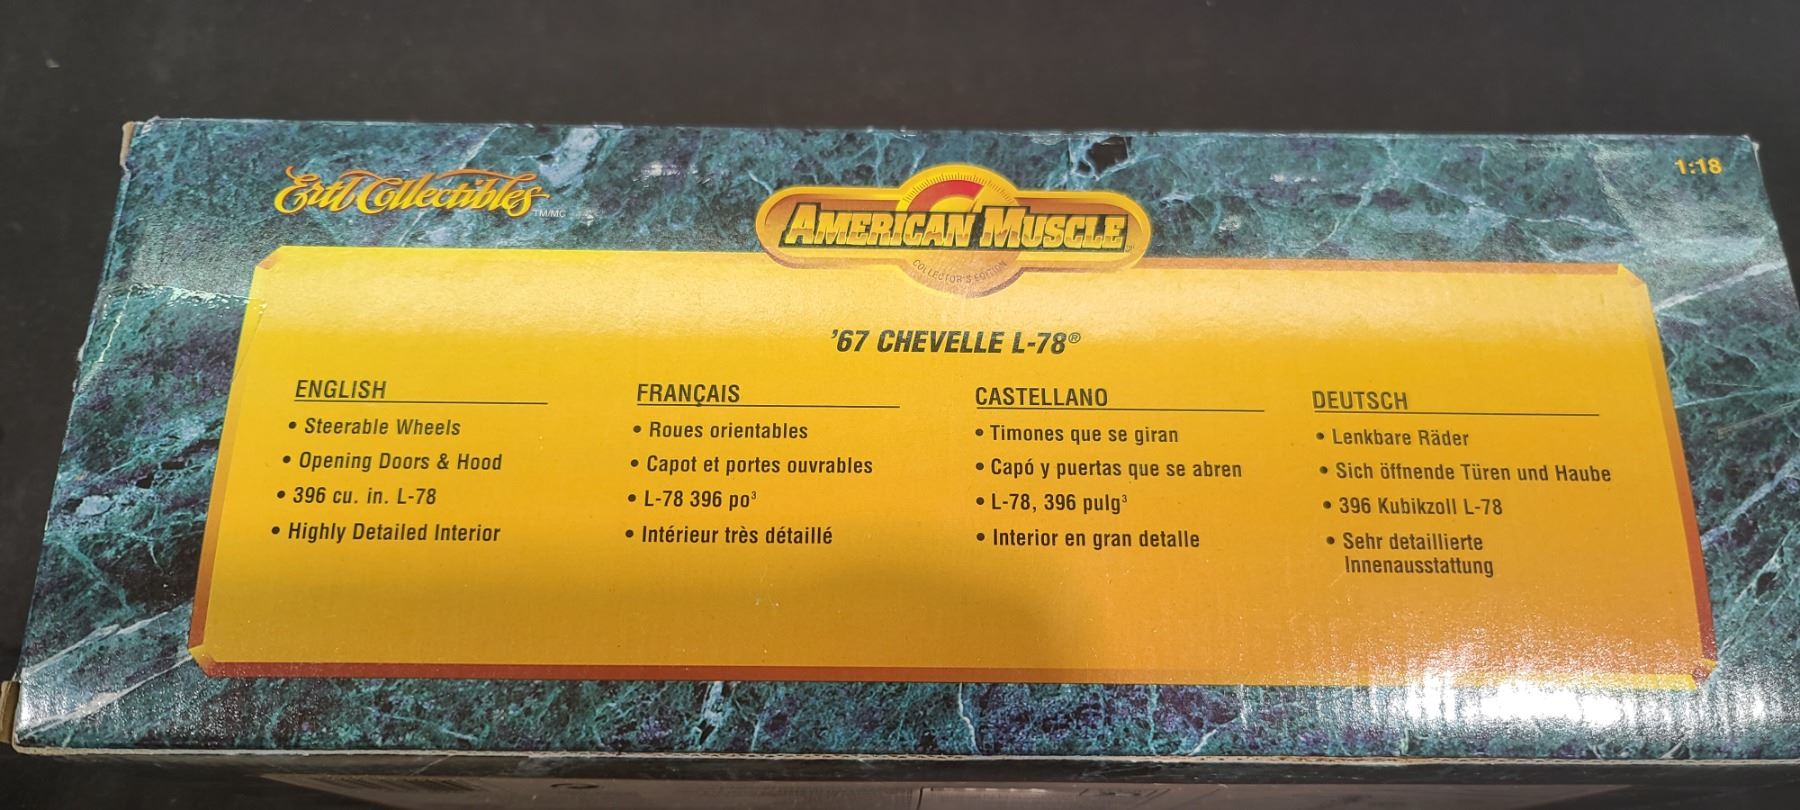 Ertl Collectibles TM/MC
AMERICAN MUSCLE
COLLECTOR'S EDITION
1:18
'67 CHEVELLE L-78®
ENGLISH
• Steerable Wheels
• Opening Doors & Hood
• 396 cu. in. L-78
• Highly Detailed Interior
FRANÇAIS
• Roues orientables
• Capot et portes ouvrables
• L-78 396 po³
• Intérieur très détaillé
CASTELLANO
• Timones que se giran
• Capó y puertas que se abren
• L-78, 396 pulg³
• Interior en gran detalle
DEUTSCH
• Lenkbare Räder
• Sich öffnende Türen und Haube
• 396 Kubikzoll L-78
• Sehr detaillierte
Innenausstattung